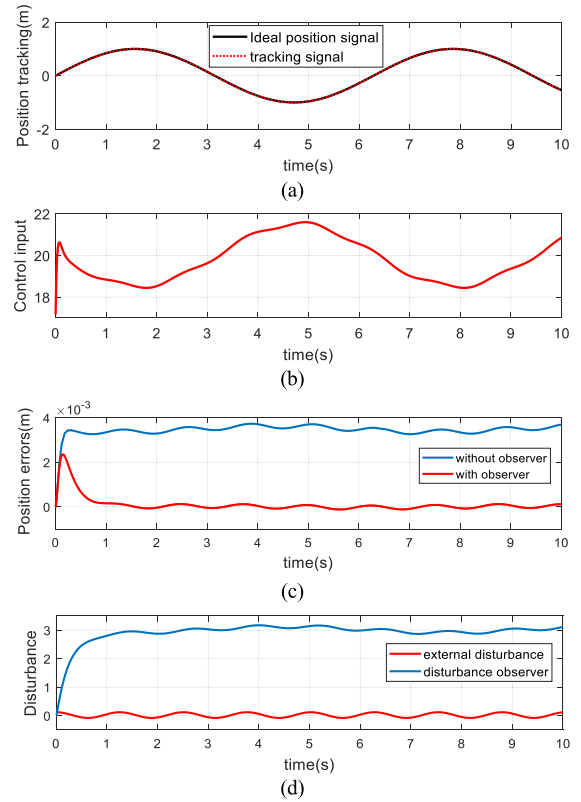 2
0
-2
Position tracking(m)
Ideal position signal
tracking signal
0 1 2 3 4 5 6 7 8 9 10
time(s)
(a)
22
20
18
Control input
0 1 2 3 4 5 6 7 8 9 10
time(s)
(b)
×10⁻³
4
2
0
Position errors(m)
without observer
with observer
0 1 2 3 4 5 6 7 8 9 10
time(s)
(c)
3
2
1
0
Disturbance
external disturbance
disturbance observer
0 1 2 3 4 5 6 7 8 9 10
time(s)
(d)